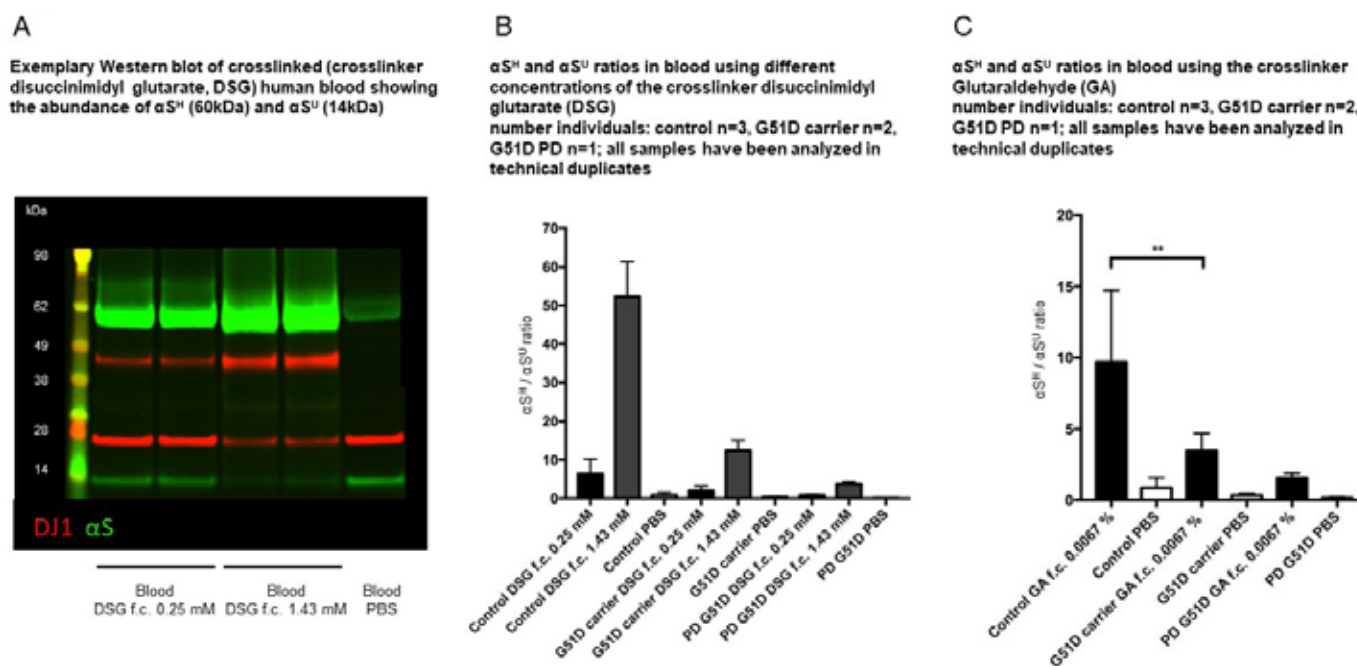 A
Exemplary Western blot of crosslinked (crosslinker
disuccinimidyl glutarate, DSG) human blood showing
the abundance of αSᴴ (60kDa) and αSᵁ (14kDa)
kDa
98
62
49
38
28
14
DJ1 αS
Blood
DSG f.c. 0.25 mM
Blood
DSG f.c. 1.43 mM
Blood
PBS
B
αSᴴ and αSᵁ ratios in blood using different
concentrations of the crosslinker disuccinimidyl
glutarate (DSG)
number individuals: control n=3, G51D carrier n=2,
G51D PD n=1; all samples have been analyzed in
technical duplicates
αSᴴ / αSᵁ ratio
70
60
50
40
30
20
10
0
Control DSG f.c. 0.25 mM
Control DSG f.c. 1.43 mM
Control PBS
G51D carrier DSG f.c. 0.25 mM
G51D carrier DSG f.c. 1.43 mM
G51D carrier PBS
PD G51D DSG f.c. 0.25 mM
PD G51D DSG f.c. 1.43 mM
PD G51D PBS
C
αSᴴ and αSᵁ ratios in blood using the crosslinker
Glutaraldehyde (GA)
number individuals: control n=3, G51D carrier n=2,
G51D PD n=1; all samples have been analyzed in
technical duplicates
αSᴴ / αSᵁ ratio
20
15
10
5
0
**
Control GA f.c. 0.0067 %
Control PBS
G51D carrier GA f.c. 0.0067 %
G51D carrier PBS
PD G51D GA f.c. 0.0067 %
PD G51D PBS